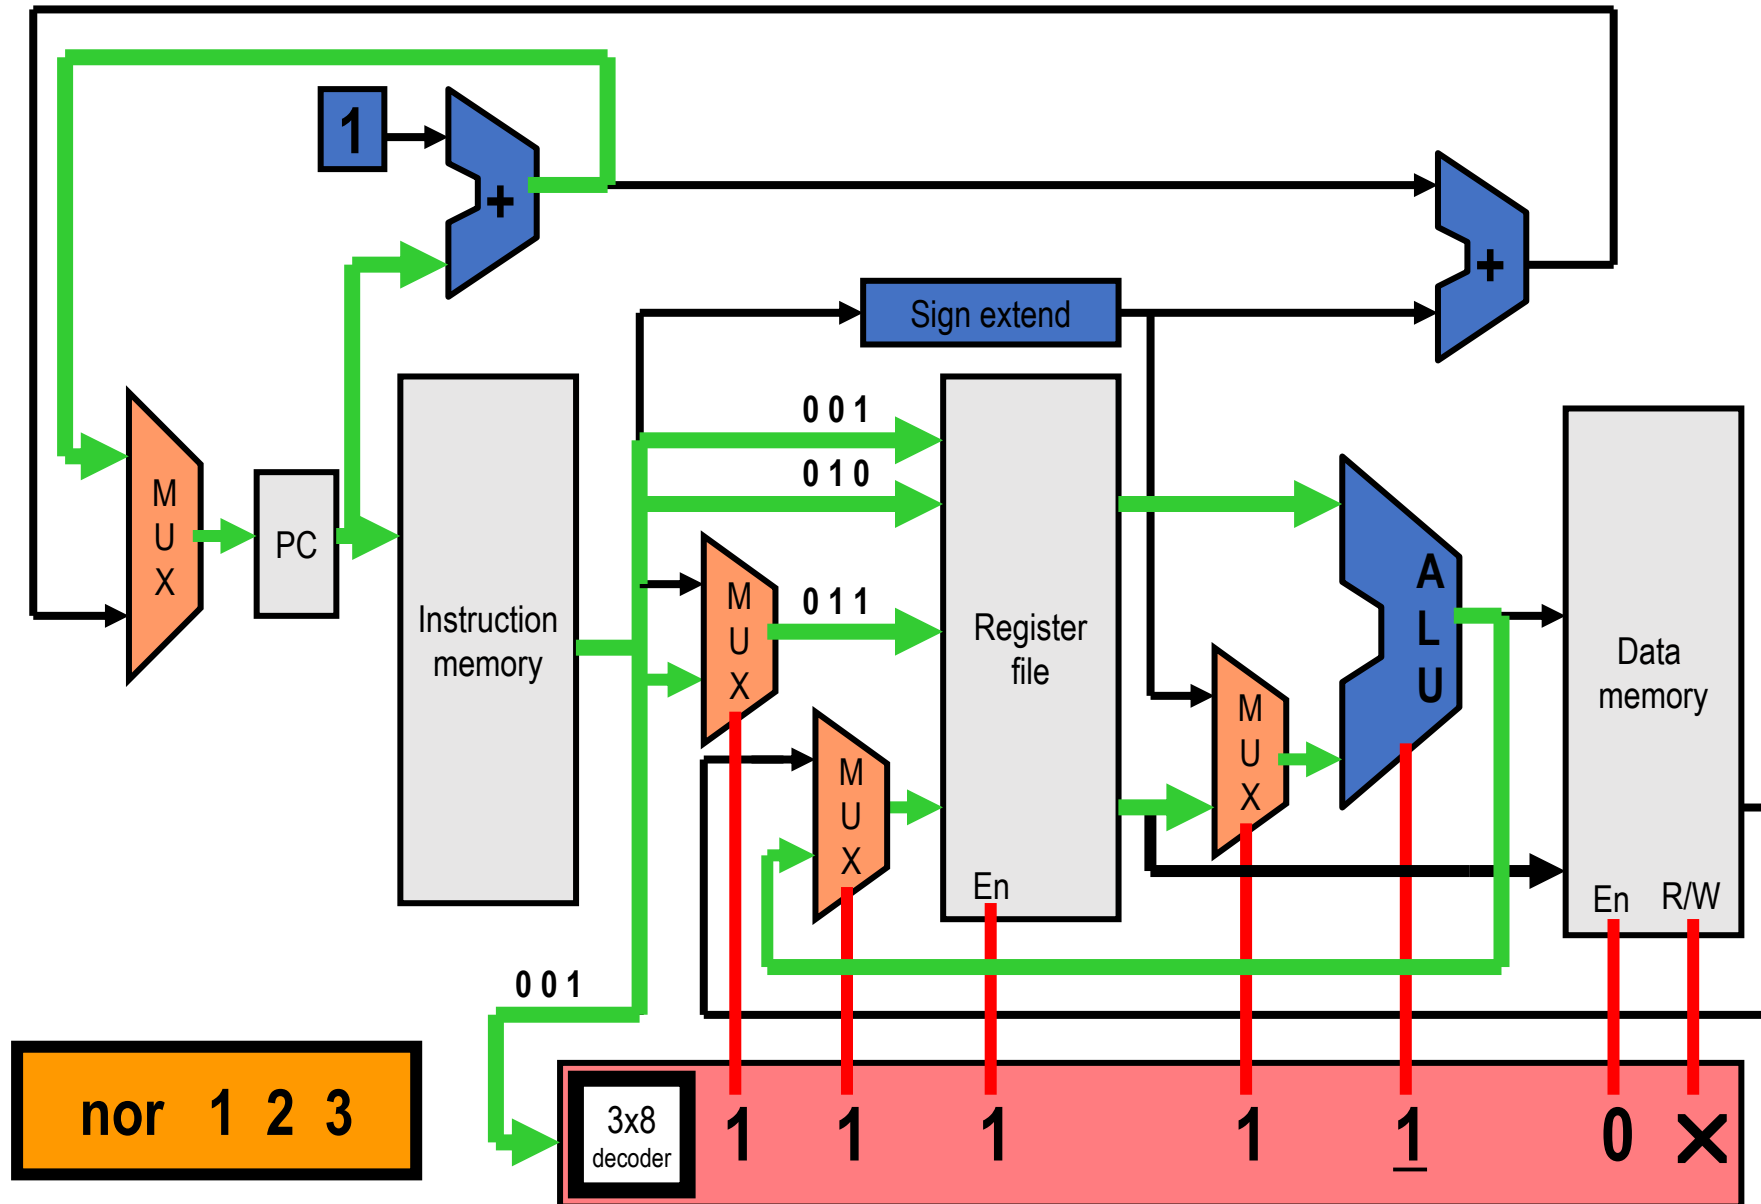 1
+
+
Sign extend
0 0 1
0 1 0
0 1 1
M
U
X
PC
Instruction
memory
M
U
X
M
U
X
Register
file
En
M
U
X
A
L
U
Data
memory
En R/W
0 0 1
nor 1 2 3
3x8
decoder
1 1 1 1 1 0 X